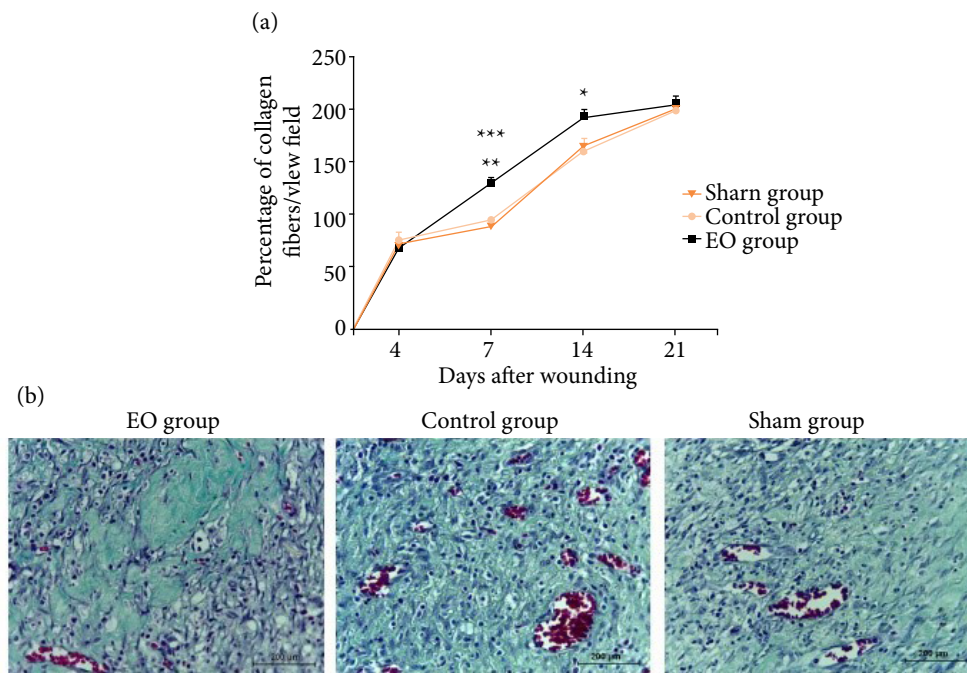 (a)
250
200
150
100
50
0
Percentage of collagen
fibers/vlew field
***
**
*
4 7 14 21
Days after wounding
Sharn group
Control group
EO group
(b)
EO group Control group Sham group
200 µm 200 µm 200 µm